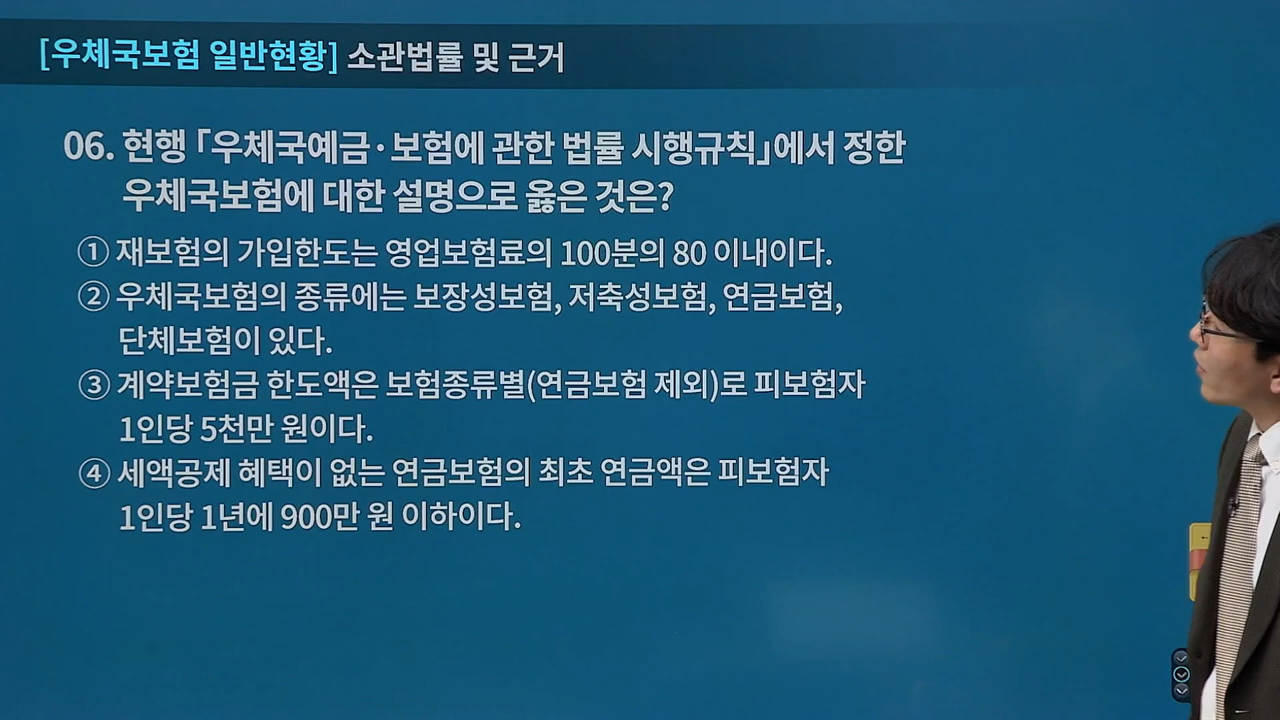 [우체국보험 일반현황] 소관법률 및 근거
06. 현행 ｢우체국예금·보험에 관한 법률 시행규칙｣에서 정한
우체국보험에 대한 설명으로 옳은 것은?
① 재보험의 가입한도는 영업보험료의 100분의 80 이내이다.
② 우체국보험의 종류에는 보장성보험, 저축성보험, 연금보험,
단체보험이 있다.
③ 계약보험금 한도액은 보험종류별(연금보험 제외)로 피보험자
1인당 5천만 원이다.
④ 세액공제 혜택이 없는 연금보험의 최초 연금액은 피보험자
1인당 1년에 900만 원 이하이다.